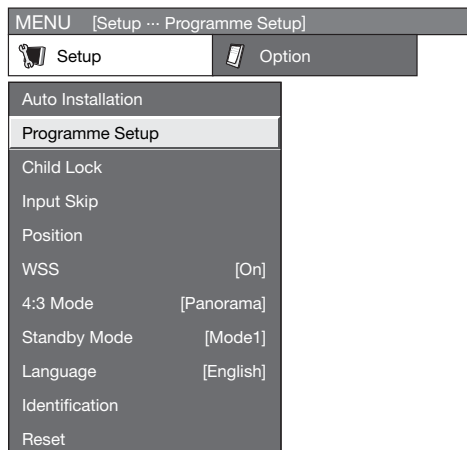 MENU [Setup ··· Programme Setup]
Setup Option
Auto Installation
Programme Setup
Child Lock
Input Skip
Position
WSS [On]
4:3 Mode [Panorama]
Standby Mode [Mode1]
Language [English]
Identification
Reset